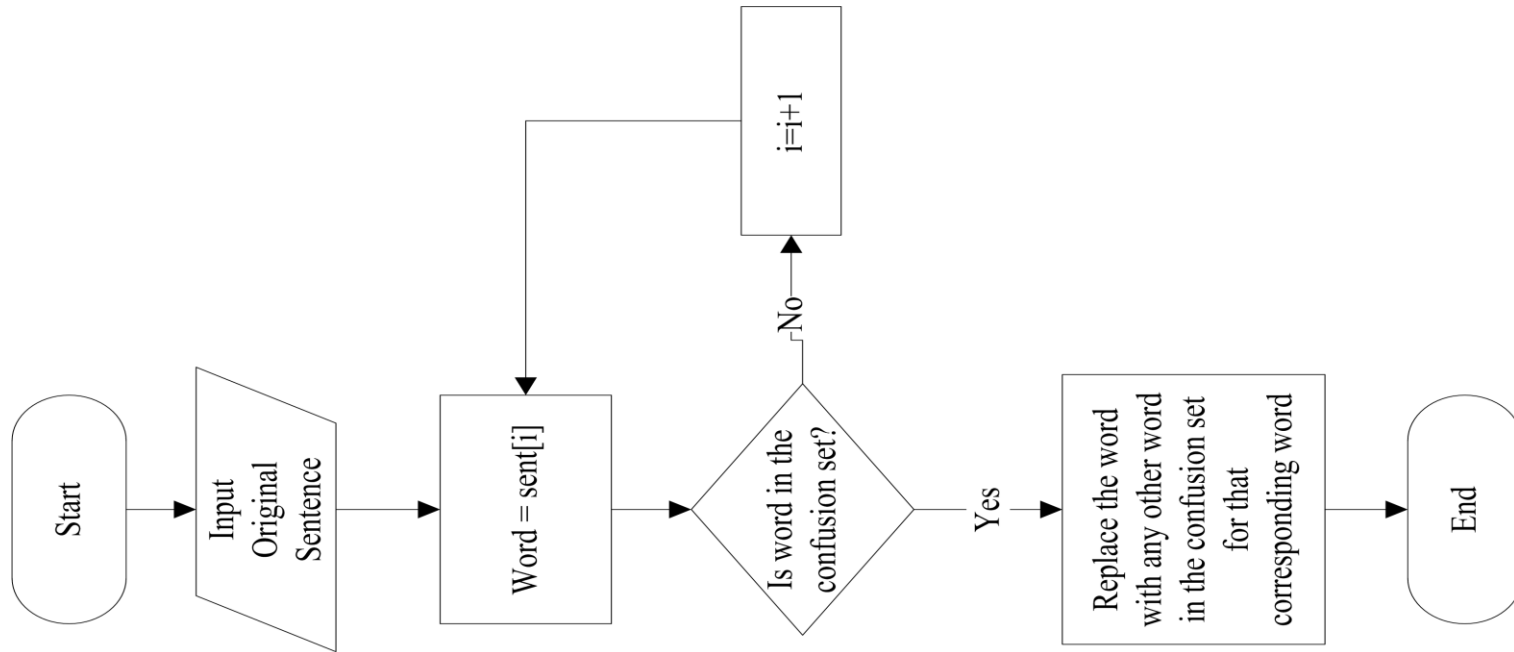 Start
Input
Original
Sentence
Word = sent[i]
Is word in the
confusion set?
No
i=i+1
Yes
Replace the word
with any other word
in the confusion set
for that
corresponding word
End